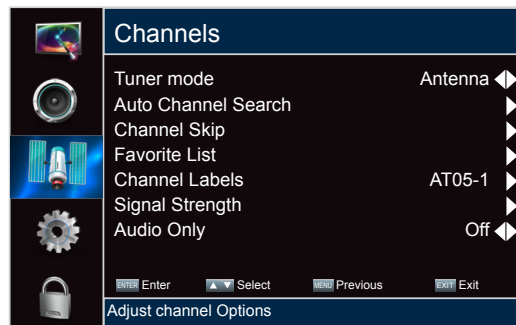 Channels
Tuner mode Antenna
Auto Channel Search
Channel Skip
Favorite List
Channel Labels AT05-1
Signal Strength
Audio Only Off
ENTER Enter Select MENU Previous EXIT Exit
Adjust channel Options